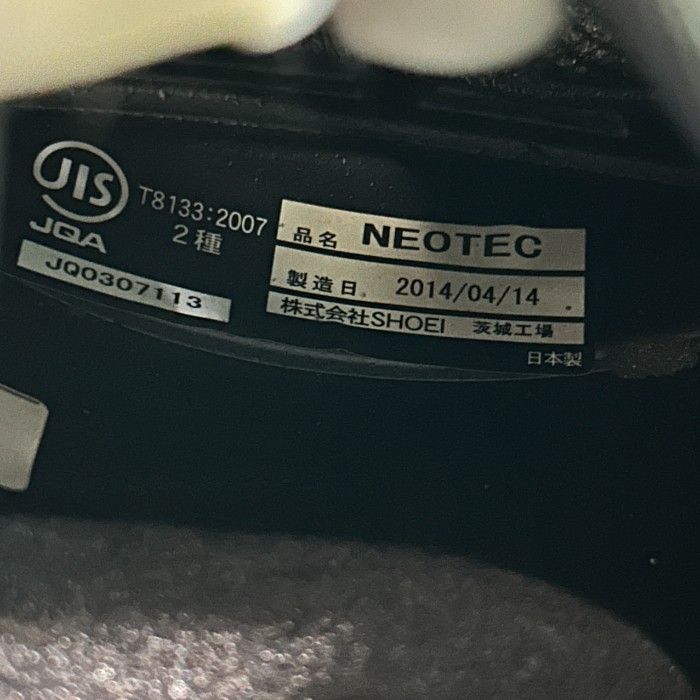 JIS
JQA
T8133:2007
2種
JQ0307113
品名 NEOTEC
製造日 2014/04/14
株式会社SHOEI 茨城工場
日本製